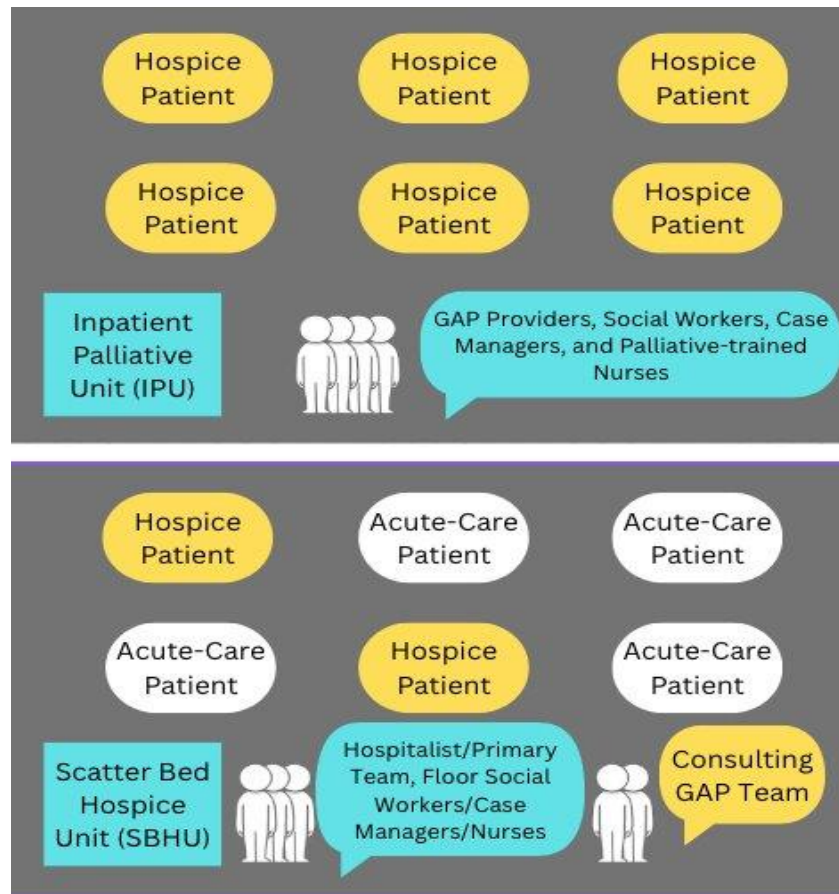 Hospice
Patient
Hospice
Patient
Hospice
Patient
Hospice
Patient
Hospice
Patient
Hospice
Patient
Inpatient
Palliative
Unit (IPU)
GAP Providers, Social Workers, Case
Managers, and Palliative-trained
Nurses
Hospice
Patient
Acute-Care
Patient
Acute-Care
Patient
Acute-Care
Patient
Hospice
Patient
Acute-Care
Patient
Scatter Bed
Hospice
Unit (SBHU)
Hospitalist/Primary
Team, Floor Social
Workers/Case
Managers/Nurses
Consulting
GAP Team